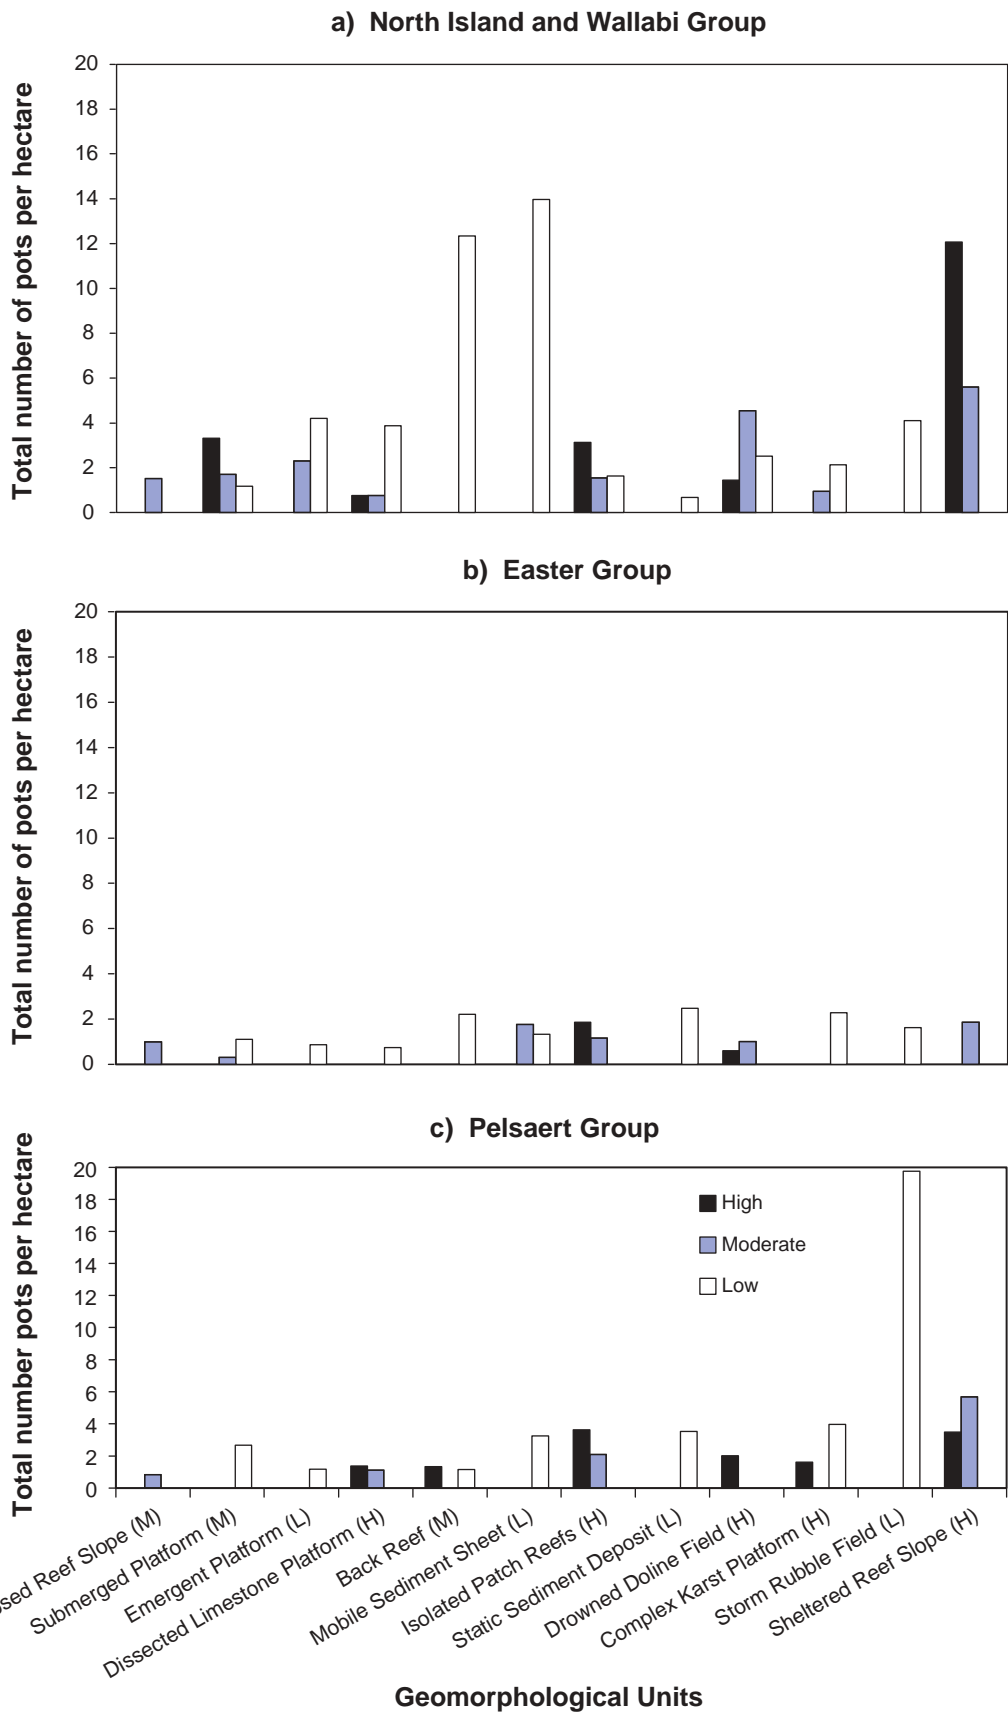 a) North Island and Wallabi Group
Total number of pots per hectare
20
18
16
14
12
10
8
6
4
2
0
b) Easter Group
Total number of pots per hectare
20
18
16
14
12
10
8
6
4
2
0
c) Pelsaert Group
Total number pots per hectare
20
18
16
14
12
10
8
6
4
2
0
High
Moderate
Low
Reef Slope (M)
Submerged Platform (M)
Emergent Platform (L)
Dissected Limestone Platform (H)
Back Reef (M)
Mobile Sediment Sheet (L)
Isolated Patch Reefs (H)
Static Sediment Deposit (L)
Drowned Doline Field (H)
Complex Karst Platform (H)
Storm Rubble Field (L)
Sheltered Reef Slope (H)
Geomorphological Units